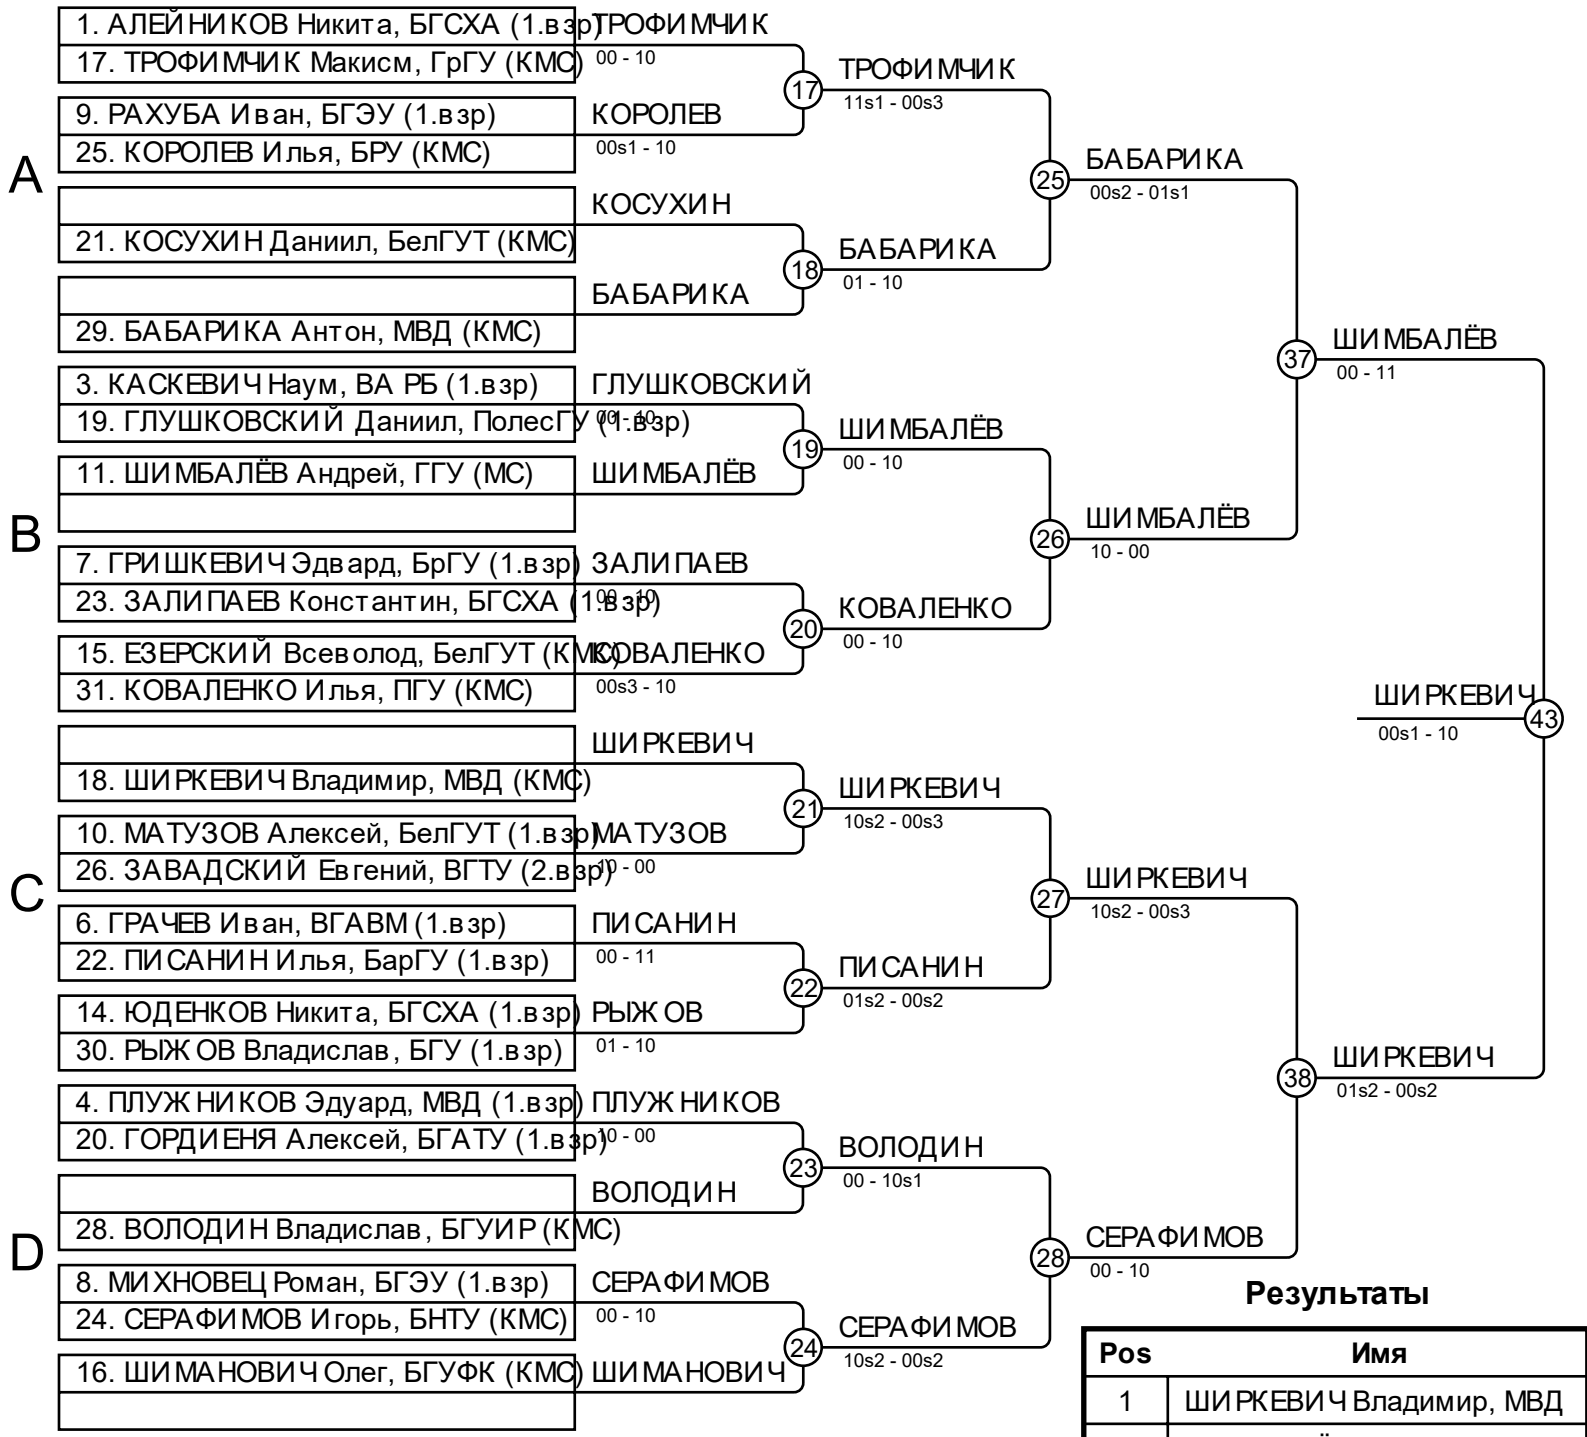 1. АЛЕЙНИКОВ Никита, БГСХА (1.взр)
17. ТРОФИМЧИК Макисм, ГрГУ (КМС)
ТРОФИМЧИК
00 - 10
9. РАХУБА Иван, БГЭУ (1.взр)
25. КОРОЛЕВ Илья, БРУ (КМС)
КОРОЛЕВ
00s1 - 10
17
ТРОФИМЧИК
11s1 - 00s3
A
21. КОСУХИН Даниил, БелГУТ (КМС)
КОСУХИН
29. БАБАРИКА Антон, МВД (КМС)
БАБАРИКА
18
БАБАРИКА
01 - 10
25
БАБАРИКА
00s2 - 01s1
3. КАСКЕВИЧ Наум, ВА РБ (1.взр)
19. ГЛУШКОВСКИЙ Даниил, ПолесГУ (1.взр)
ГЛУШКОВСКИЙ
00 - 10
11. ШИМБАЛЁВ Андрей, ГГУ (МС)
ШИМБАЛЁВ
19
ШИМБАЛЁВ
00 - 10
B
7. ГРИШКЕВИЧ Эдвард, БрГУ (1.взр)
23. ЗАЛИПАЕВ Константин, БГСХА (1.взр)
ЗАЛИПАЕВ
00 - 10
15. ЕЗЕРСКИЙ Всеволод, БелГУТ (КМС)
31. КОВАЛЕНКО Илья, ПГУ (КМС)
КОВАЛЕНКО
00s3 - 10
20
КОВАЛЕНКО
00 - 10
26
ШИМБАЛЁВ
10 - 00
37
ШИМБАЛЁВ
00 - 11
18. ШИРКЕВИЧ Владимир, МВД (КМС)
ШИРКЕВИЧ
10. МАТУЗОВ Алексей, БелГУТ (1.взр)
26. ЗАВАДСКИЙ Евгений, ВГТУ (2.взр)
МАТУЗОВ
10 - 00
21
ШИРКЕВИЧ
10s2 - 00s3
C
6. ГРАЧЕВ Иван, ВГАВМ (1.взр)
22. ПИСАНИН Илья, БарГУ (1.взр)
ПИСАНИН
00 - 11
14. ЮДЕНКОВ Никита, БГСХА (1.взр)
30. РЫЖОВ Владислав, БГУ (1.взр)
РЫЖОВ
01 - 10
22
ПИСАНИН
01s2 - 00s2
27
ШИРКЕВИЧ
10s2 - 00s3
4. ПЛУЖНИКОВ Эдуард, МВД (1.взр)
20. ГОРДИЕНЯ Алексей, БГАТУ (1.взр)
ПЛУЖНИКОВ
10 - 00
28. ВОЛОДИН Владислав, БГУИР (КМС)
ВОЛОДИН
23
ВОЛОДИН
00 - 10s1
D
8. МИХНОВЕЦ Роман, БГЭУ (1.взр)
24. СЕРАФИМОВ Игорь, БНТУ (КМС)
СЕРАФИМОВ
00 - 10
16. ШИМАНОВИЧ Олег, БГУФК (КМС)
ШИМАНОВИЧ
24
СЕРАФИМОВ
10s2 - 00s2
28
СЕРАФИМОВ
00 - 10
38
ШИРКЕВИЧ
01s2 - 00s2
ШИРКЕВИЧ
00s1 - 10
43
Результаты
Pos Имя
1 ШИРКЕВИЧ Владимир, МВД